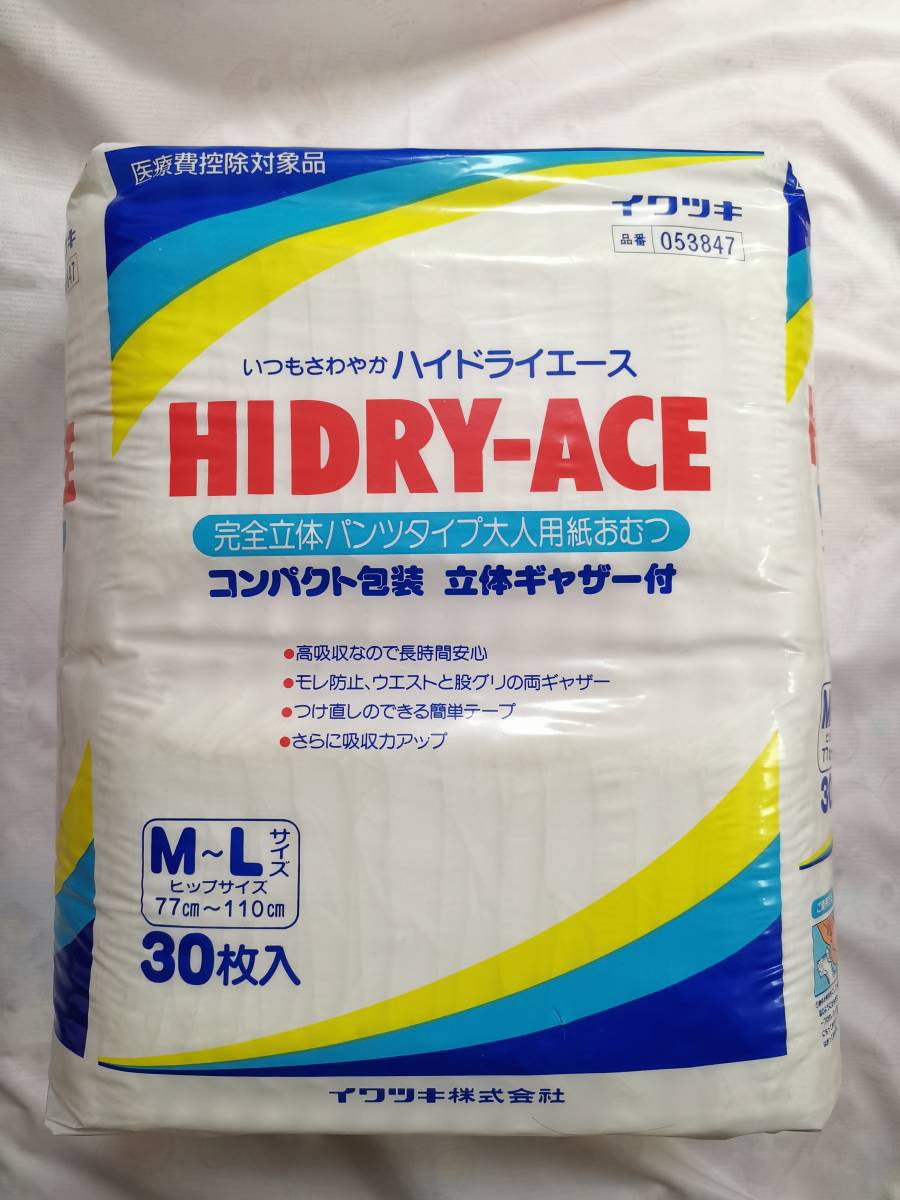 医療費控除対象品
イワツキ
品番 053847
いつもさわやか ハイドライエース
HI DRY-ACE
完全立体パンツタイプ大人用紙おむつ
コンパクト包装 立体ギャザー付
●高吸収なので長時間安心
●モレ防止、ウエストと股グリの両ギャザー
●つけ直しのできる簡単テープ
●さらに吸収力アップ
M～L サイズ
ヒップサイズ
77cm～110cm
30枚入
イワツキ株式会社